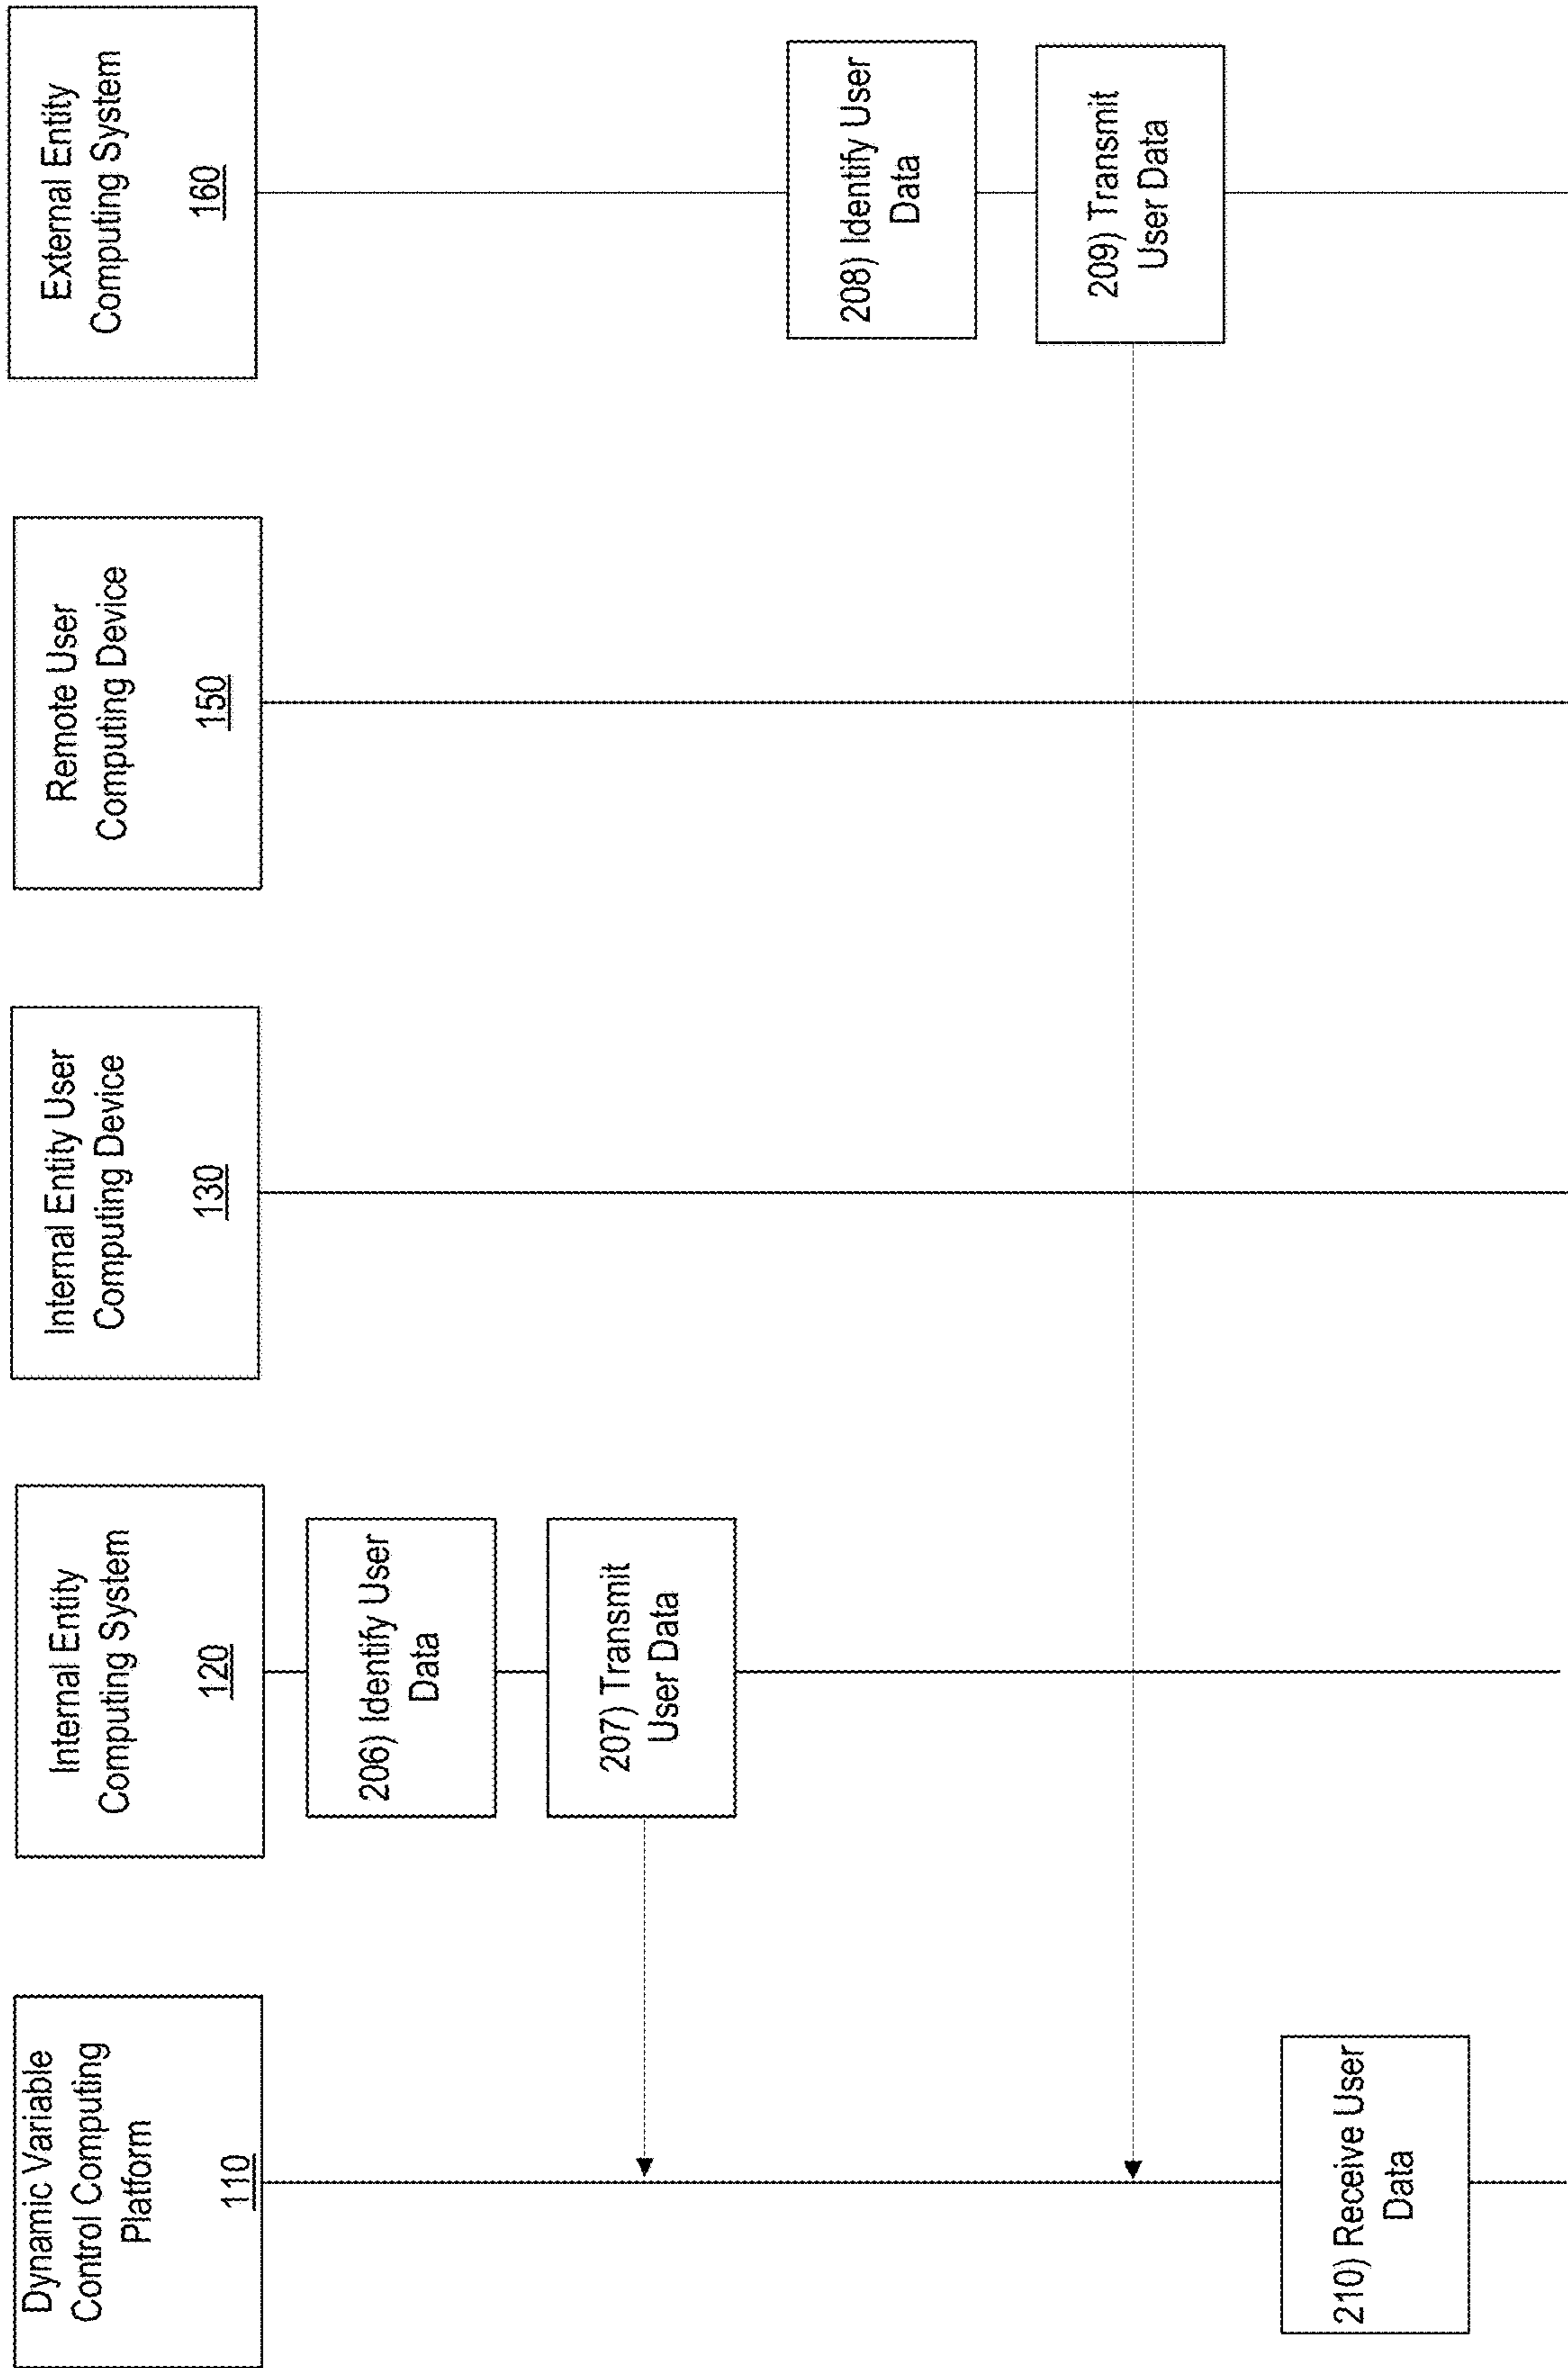 Dynamic Variable
Control Computing
Platform
110
Internal Entity
Computing System
120
Internal Entity User
Computing Device
130
Remote User
Computing Device
150
External Entity
Computing System
160
206) Identify User
Data
207) Transmit
User Data
208) Identify User
Data
209) Transmit
User Data
210) Receive User
Data